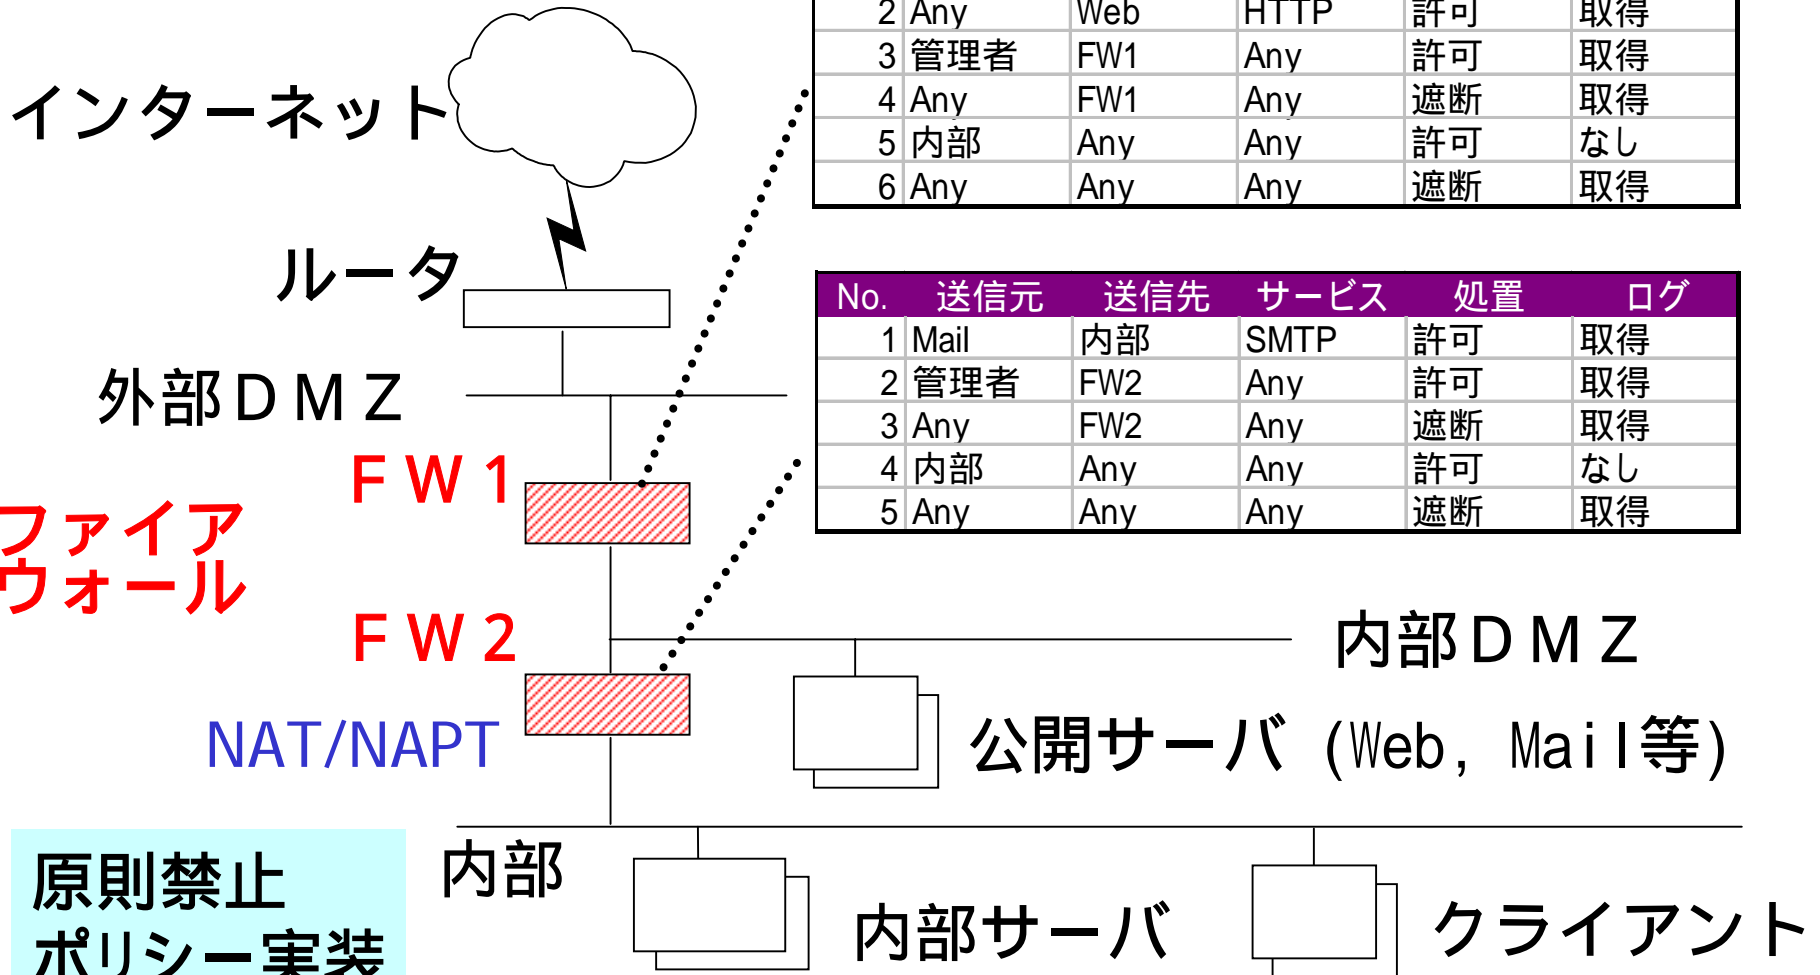 2 Any Web HTTP 許可 取得
3 管理者 FW1 Any 許可 取得
4 Any FW1 Any 遮断 取得
5 内部 Any Any 許可 なし
6 Any Any Any 遮断 取得
インターネット
ルータ
No. 送信元 送信先 サービス 処置 ログ
1 Mail 内部 SMTP 許可 取得
2 管理者 FW2 Any 許可 取得
3 Any FW2 Any 遮断 取得
4 内部 Any Any 許可 なし
5 Any Any Any 遮断 取得
外部DMZ
FW1
ファイア
ウォール
FW2
内部DMZ
NAT/NAPT
公開サーバ (Web, Mail等)
内部
原則禁止
ポリシー実装
内部サーバ
クライアント